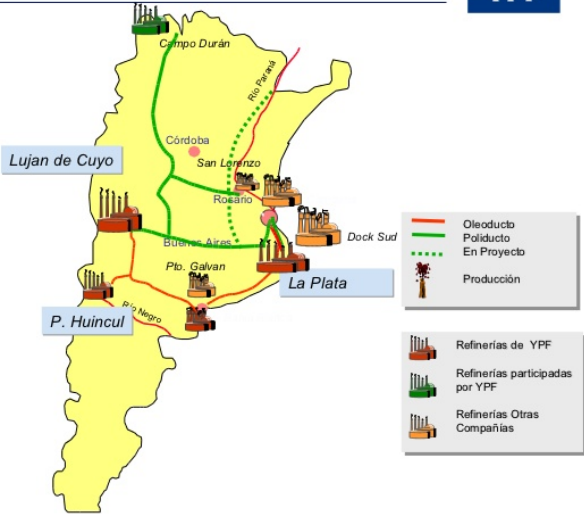 Campo Durán
Río Paraná
Córdoba
Lujan de Cuyo
San Lorenzo
Rosario
Dock Sud
Buenos Aires
Pto. Galvan
La Plata
Río Negro
P. Huincul
Oleoducto
Poliducto
En Proyecto
Producción
Refinerías de YPF
Refinerías participadas
por YPF
Refinerías Otras
Compañías